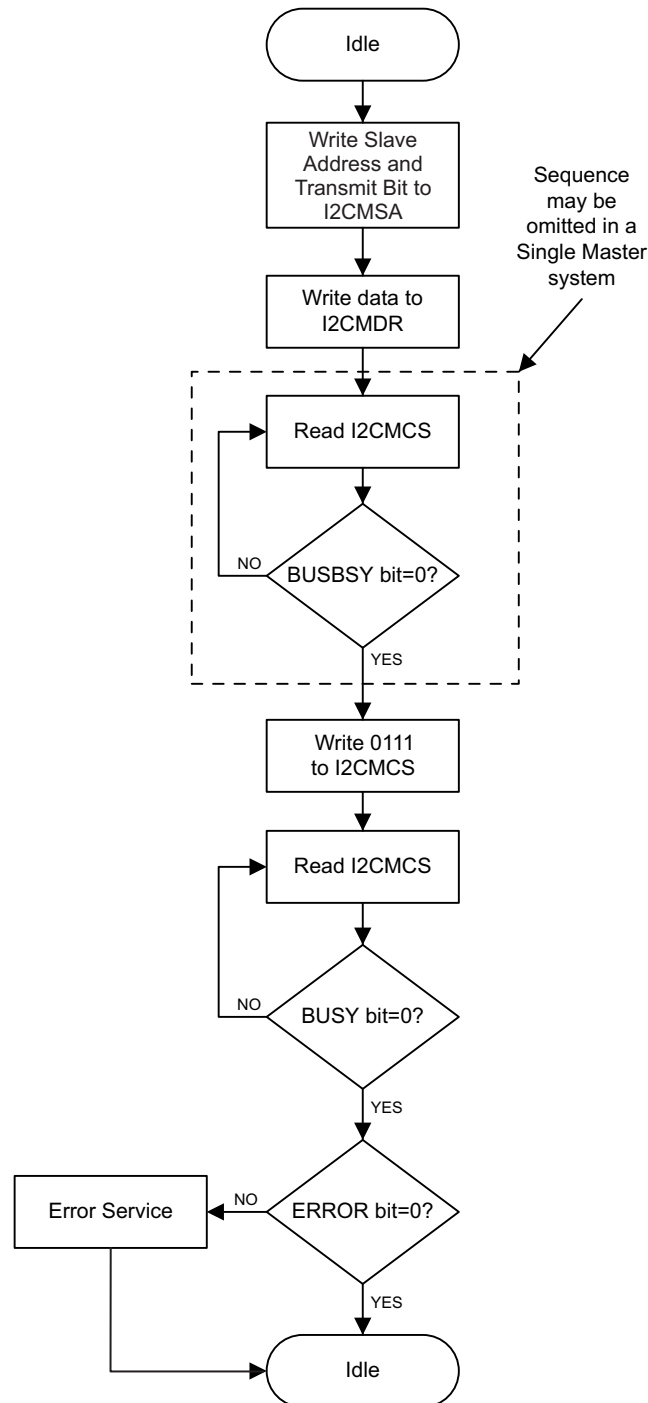 Idle
Write Slave
Address and
Transmit Bit to
I2CMSA
Sequence
may be
omitted in a
Single Master
system
Write data to
I2CMDR
Read I2CMCS
NO
BUSBSY bit=0?
YES
Write 0111
to I2CMCS
Read I2CMCS
NO
BUSY bit=0?
YES
Error Service
NO
ERROR bit=0?
YES
Idle